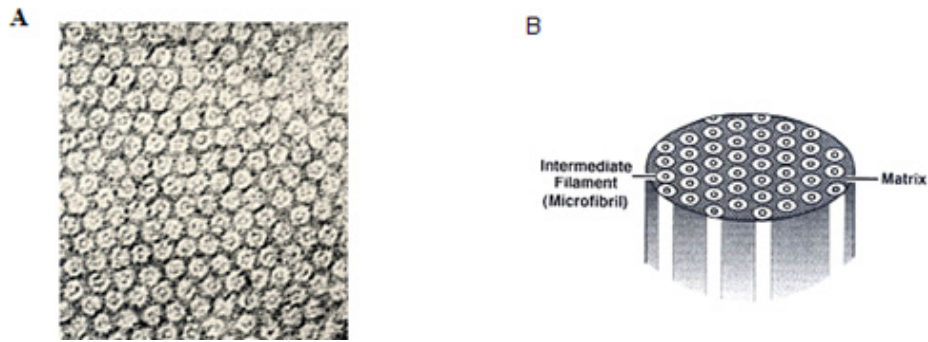 A
B
Intermediate
Filament
(Microfibril)
Matrix